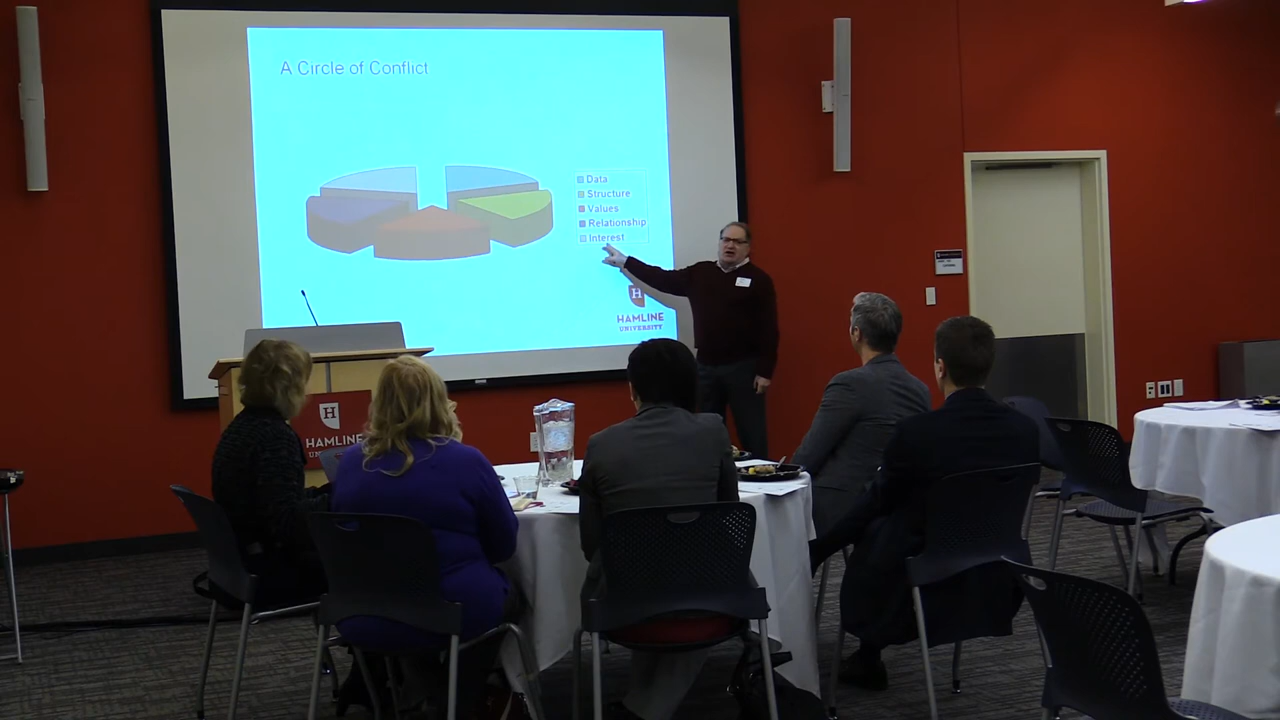 A Circle of Conflict
Data
Structure
Values
Relationship
Interest
H
HAMLINE
UNIVERSITY
H
HAMLINE